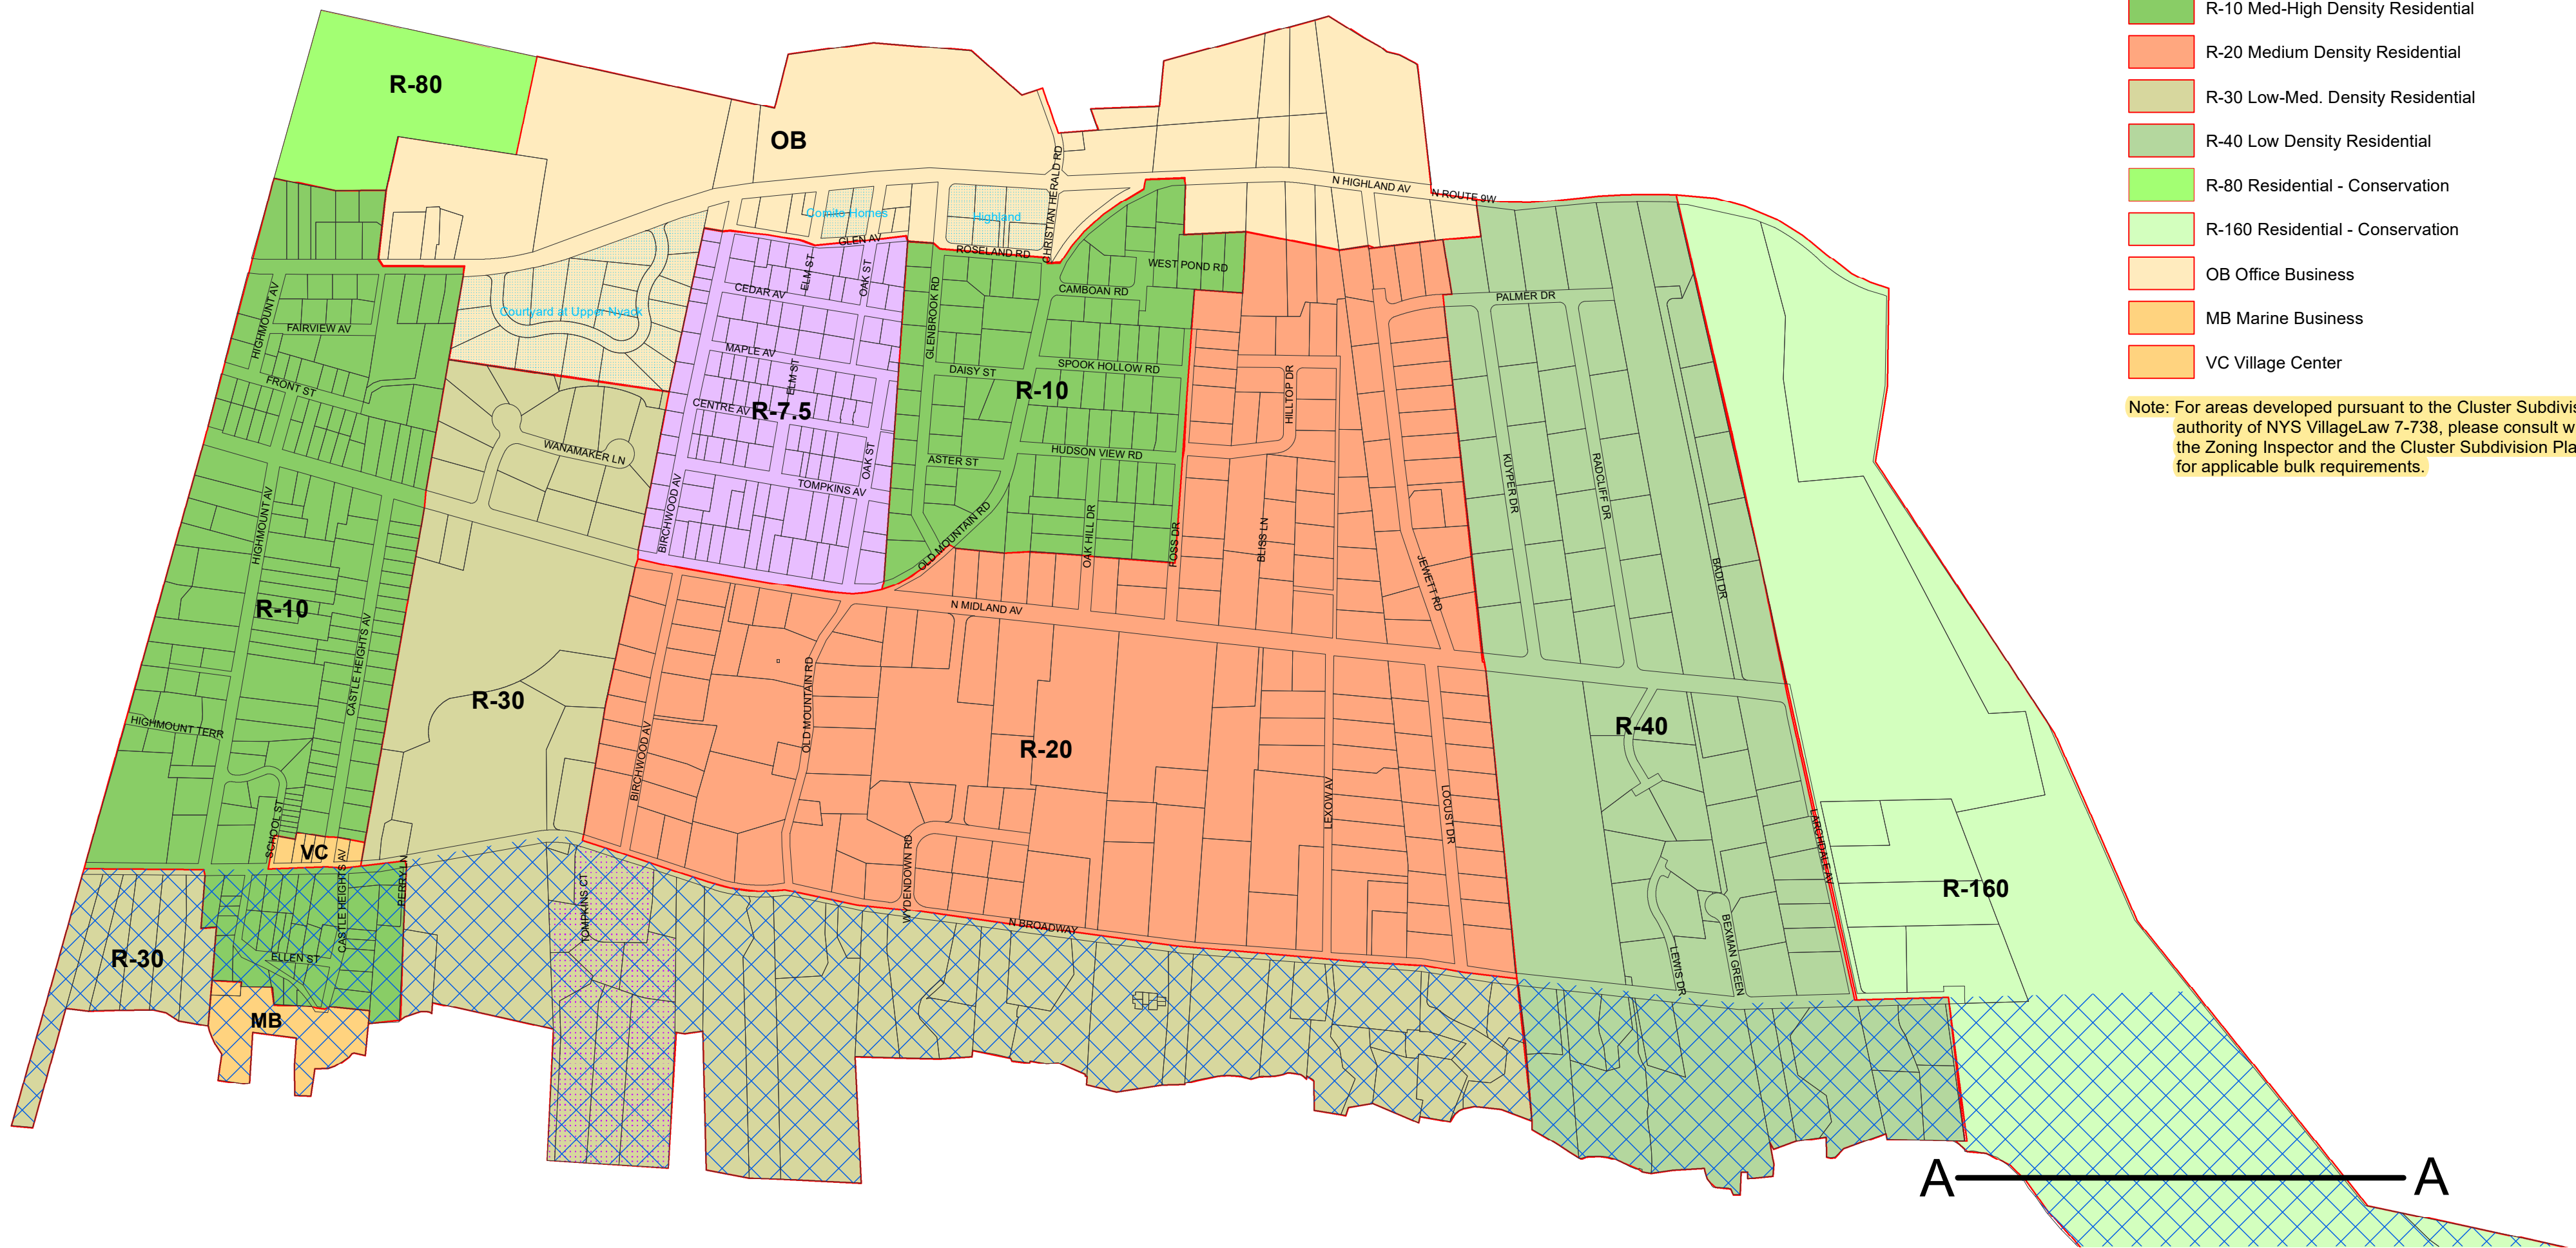 R-10 Med-High Density Residential
R-20 Medium Density Residential
R-30 Low-Med. Density Residential
R-40 Low Density Residential
R-80 Residential - Conservation
R-160 Residential - Conservation
OB Office Business
MB Marine Business
VC Village Center
Note: For areas developed pursuant to the Cluster Subdivis
authority of NYS VillageLaw 7-738, please consult w
the Zoning Inspector and the Cluster Subdivision Pla
for applicable bulk requirements.
R-80
OB
CHRISTIAN HERALD RD
N HIGHLAND AV
N ROUTE 9W
Comito Homes
Highland
GLEN AV
ROSELAND RD
WEST POND RD
ELM ST
OAK ST
CEDAR AV
CAMBOAN RD
PALMER DR
HIGHMOUNT AV
FAIRVIEW AV
Courtyard at Upper Nyack
GLENBROOK RD
MAPLE AV
ELM ST
DAISY ST
SPOOK HOLLOW RD
FRONT ST
R-10
HILLTOP DR
CENTRE AV
R-7.5
WANAMAKER LN
OAK ST
ASTER ST
HUDSON VIEW RD
KUYPER DR
RADCLIFF DR
TOMPKINS AV
HIGHMOUNT AV
BIRCHWOOD AV
OLD MOUNTAIN RD
OAK HILL DR
FOSS DR
BLISS LN
JEWETT RD
BADI DR
R-10
N MIDLAND AV
CASTLE HEIGHTS AV
R-30
OLD MOUNTAIN RD
HIGHMOUNT TERR
BIRCHWOOD AV
R-20
R-40
LEXOW AV
LOCUST DR
SCHOOL ST
VC
LARCHDALE AV
PERRY LN
CASTLE HEIGHTS AV
TOMPKINS CT
WYDENDOWN RD
N BROADWAY
R-160
R-30
ELLEN ST
LEWIS DR
BEXMAN GREEN
MB
A
A